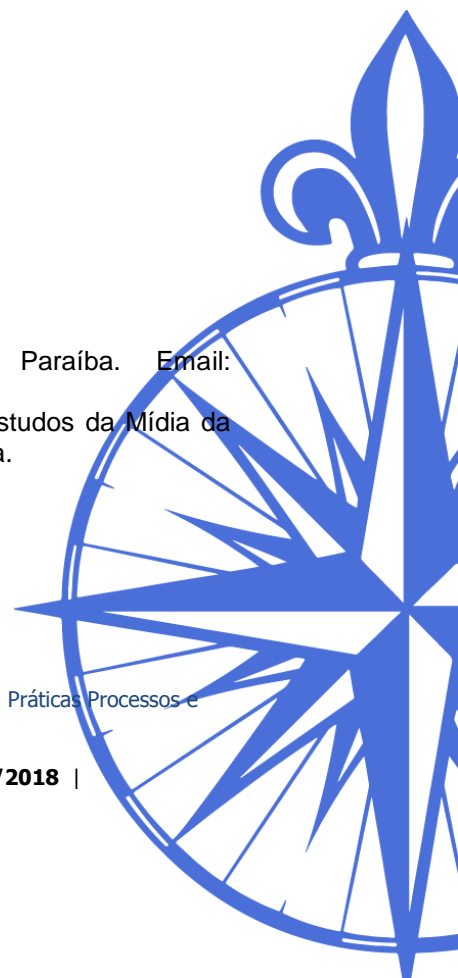 Paraíba. Email:
studos da Mídia da
a.
Práticas Processos e
/2018 |